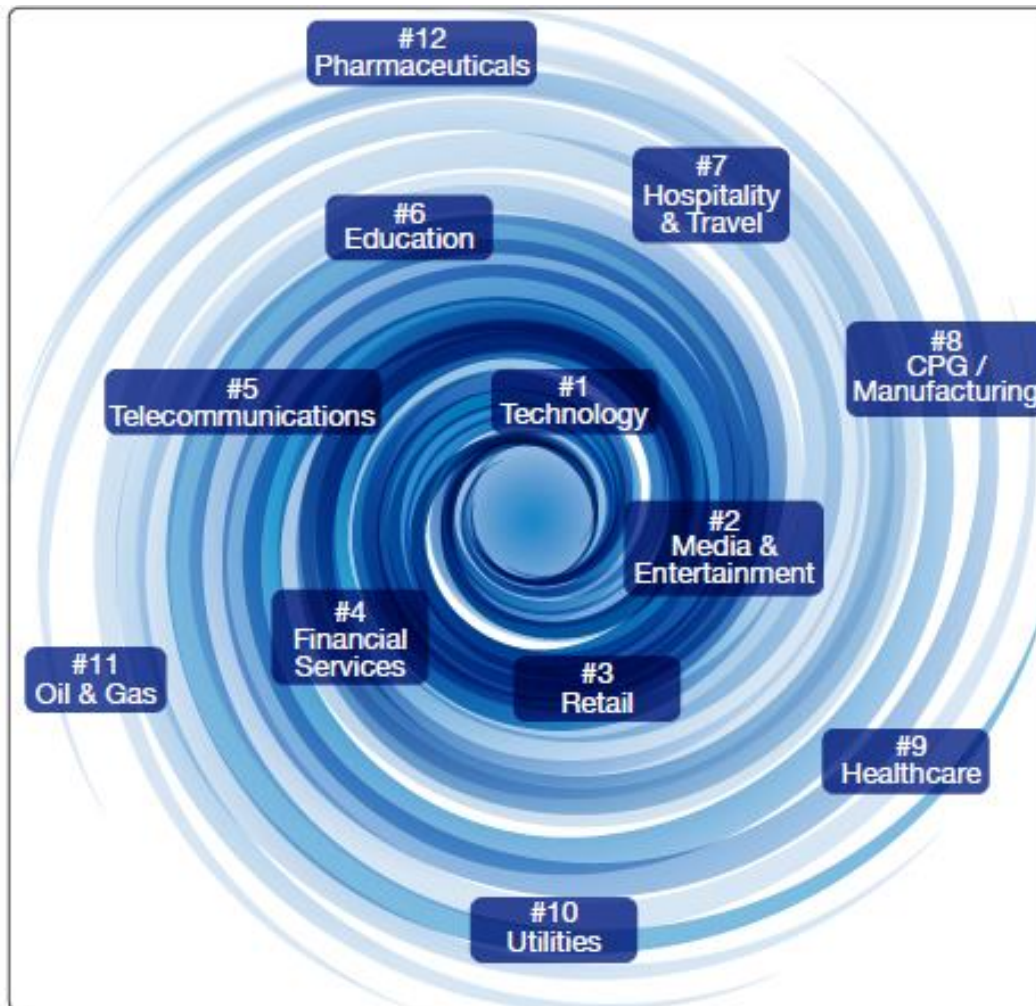 #12
Pharmaceuticals
#7
Hospitality
& Travel
#6
Education
#8
CPG /
Manufacturing
#5
Telecommunications
#1
Technology
#2
Media &
Entertainment
#4
Financial
Services
#11
Oil & Gas
#3
Retail
#9
Healthcare
#10
Utilities